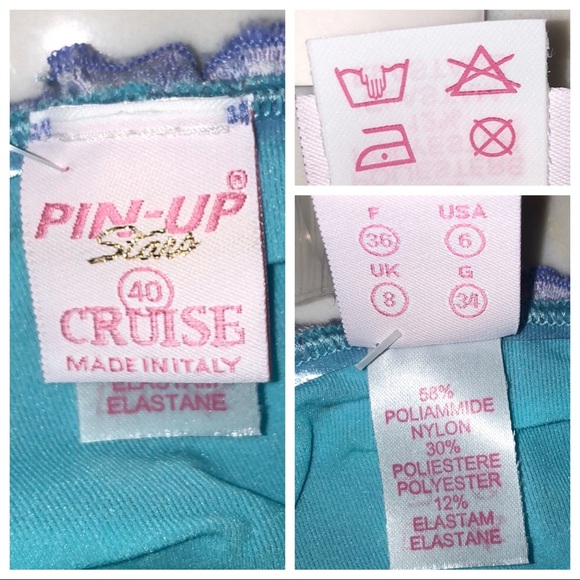 PIN-UP®
Stars
40
CRUISE
MADE IN ITALY
ELASTAM
ELASTANE
F
USA
36
6
UK
G
8
34
58%
POLIAMMIDE
NYLON
30%
POLIESTERE
POLYESTER
12%
ELASTAM
ELASTANE